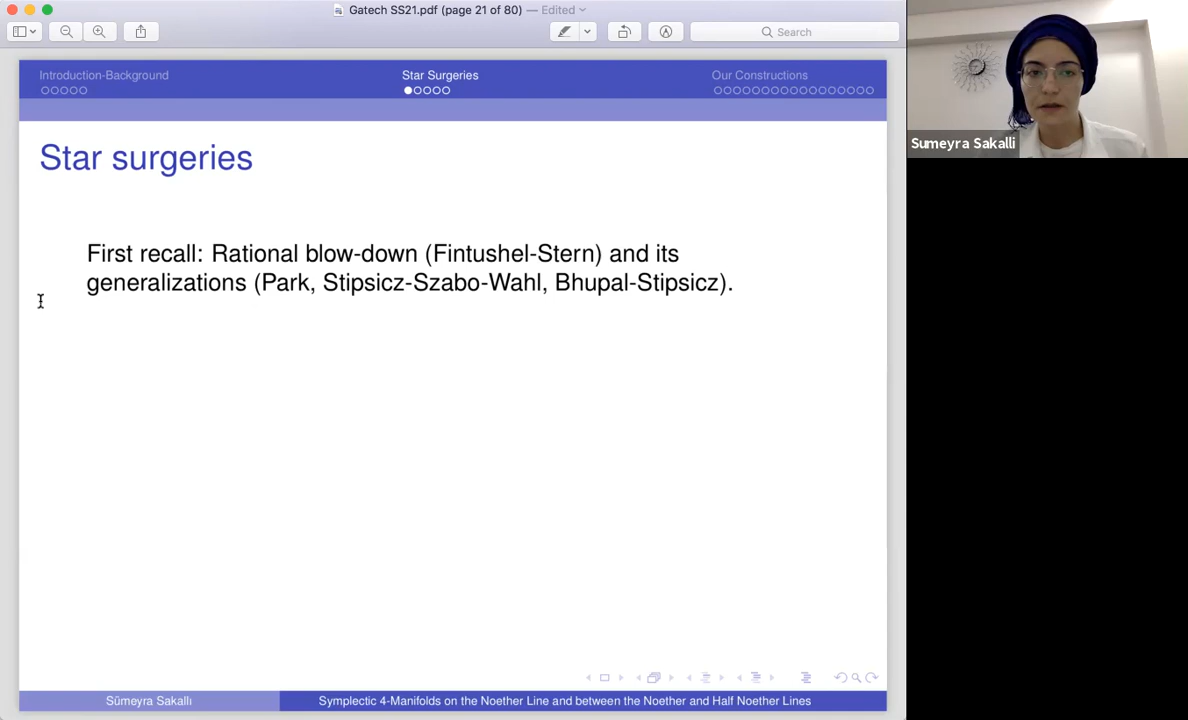 Gatech SS21.pdf (page 21 of 80) — Edited
Search
Introduction-Background
Star Surgeries
Our Constructions
Star surgeries
First recall: Rational blow-down (Fintushel-Stern) and its
generalizations (Park, Stipsicz-Szabo-Wahl, Bhupal-Stipsicz).
Sümeyra Sakallı
Symplectic 4-Manifolds on the Noether Line and between the Noether and Half Noether Lines
Sumeyra Sakalli